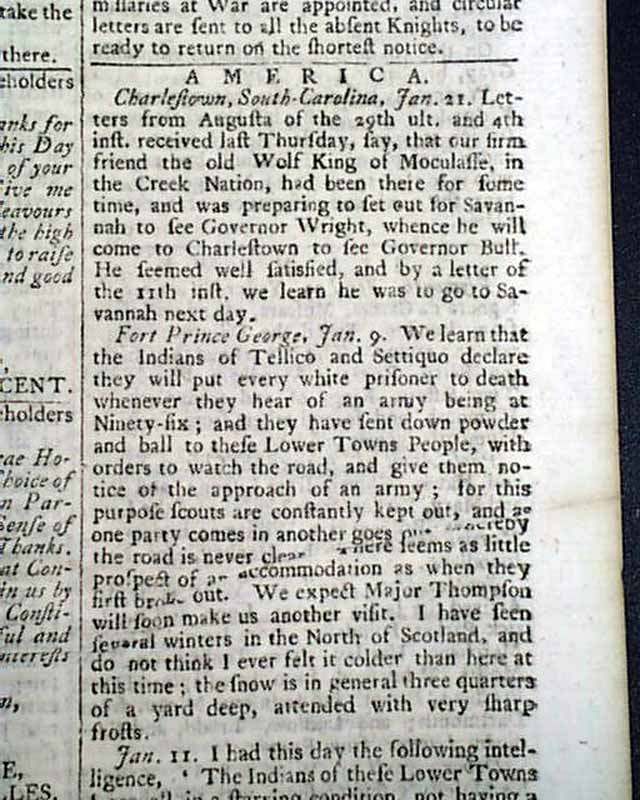 take the
there.
eholders
anks for
his Day
of your
ive me
leavours
the high
to raise
nd good
CENT.
eholders
rae Ho-
hoice of
n Par-
Sense of
Thanks.
at Con-
in us by
Consti-
ful and
nterests
LES.
missaries at War are appointed, and circular
letters are ſent to all the abſent Knights, to be
ready to return on the ſhorteſt notice.
AMERICA.
Charleſtown, South-Carolina, Jan. 21. Let-
ters from Auguſta of the 29th ult. and 4th
inſt. received laſt Thurſday, ſay, that our firm
friend the old Wolf King of Moculaſſe, in
the Creek Nation, had been there for ſome
time, and was preparing to ſet out for Savan-
nah to ſee Governor Wright, whence he will
come to Charleſtown to ſee Governor Bull.
He ſeemed well ſatisfied, and by a letter of
the 11th inſt. we learn he was to go to Sa-
vannah next day.
Fort Prince George, Jan. 9. We learn that
the Indians of Tellico and Settiquo declare
they will put every white priſoner to death
whenever they hear of an army being at
Ninety-ſix ; and they have ſent down powder
and ball to theſe Lower Towns People, with
orders to watch the road, and give them no-
tice of the approach of an army ; for this
purpoſe ſcouts are conſtantly kept out, and as
one party comes in another goes
the road is never clear ſeems as little
proſpect of an accommodation as when they
firſt broke out. We expect Major Thompſon
will ſoon make us another viſit. I have ſeen
ſeveral winters in the North of Scotland, and
do not think I ever felt it colder than here at
this time ; the ſnow is in general three quarters
of a yard deep, attended with very ſharp
froſts.
Jan. 11. I had this day the following intel-
ligence, ‘ The Indians of theſe Lower Towns
in a ſtarving condition, not having a